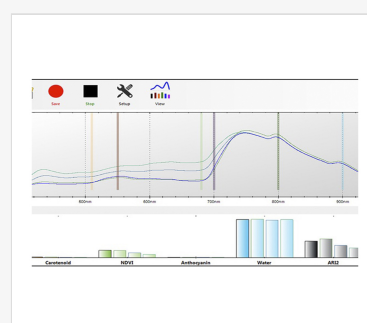 Save Stop Setup View
500nm 600nm 700nm 800nm 900nm
Carotenoid NDVI Anthocyanin Water ARI2